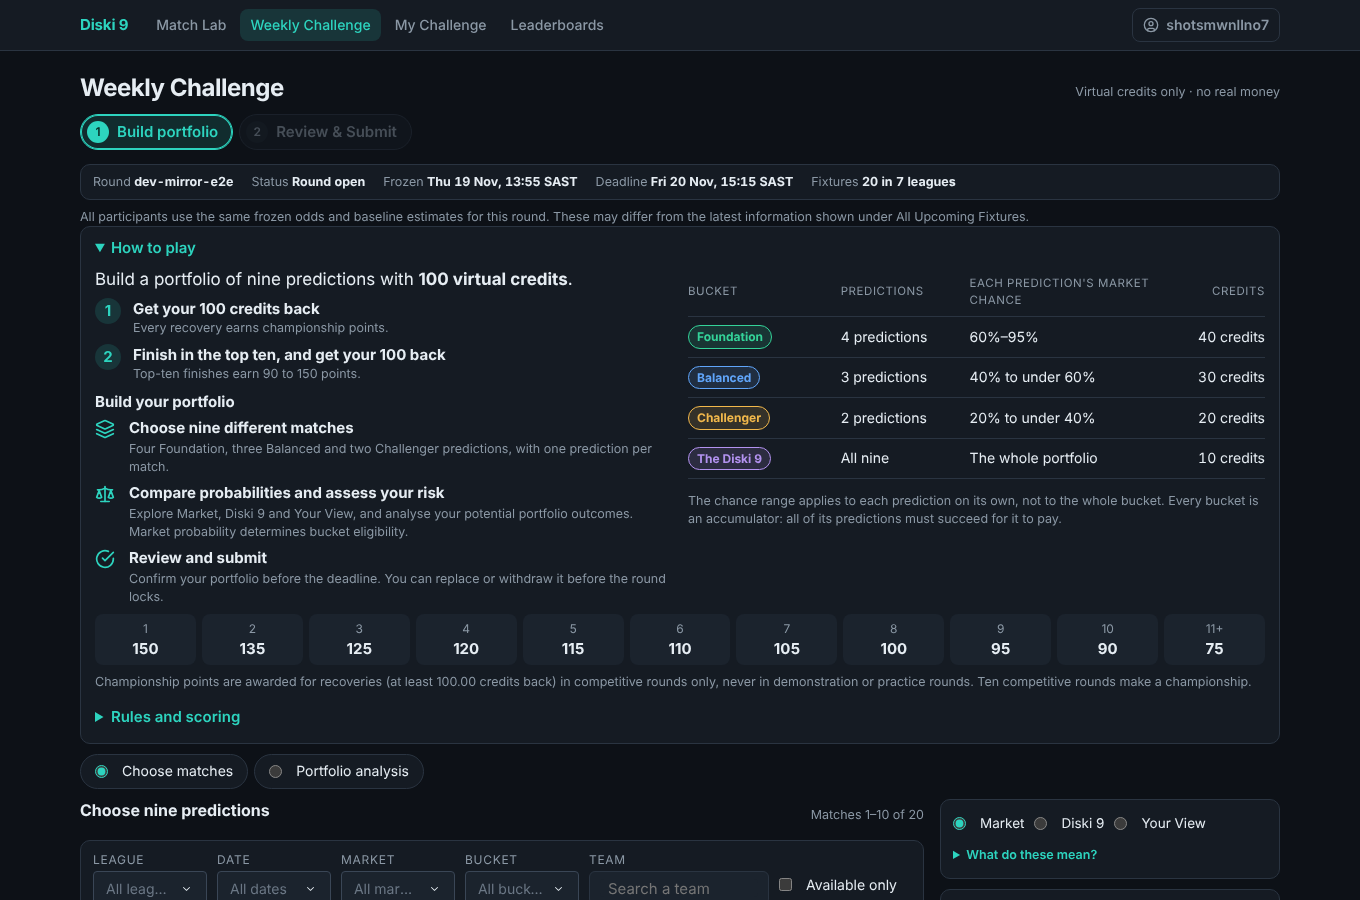 Diski 9 Match Lab Weekly Challenge My Challenge Leaderboards shotsmwnllno7
Weekly Challenge
Virtual credits only · no real money
1 Build portfolio 2 Review & Submit
Round dev-mirror-e2e Status Round open Frozen Thu 19 Nov, 13:55 SAST Deadline Fri 20 Nov, 15:15 SAST Fixtures 20 in 7 leagues
All participants use the same frozen odds and baseline estimates for this round. These may differ from the latest information shown under All Upcoming Fixtures.
How to play
Build a portfolio of nine predictions with 100 virtual credits.
1 Get your 100 credits back
Every recovery earns championship points.
2 Finish in the top ten, and get your 100 back
Top-ten finishes earn 90 to 150 points.
Build your portfolio
Choose nine different matches
Four Foundation, three Balanced and two Challenger predictions, with one prediction per
match.
Compare probabilities and assess your risk
Explore Market, Diski 9 and Your View, and analyse your potential portfolio outcomes.
Market probability determines bucket eligibility.
Review and submit
Confirm your portfolio before the deadline. You can replace or withdraw it before the round
locks.
BUCKET PREDICTIONS EACH PREDICTION'S MARKET CHANCE CREDITS
Foundation 4 predictions 60%–95% 40 credits
Balanced 3 predictions 40% to under 60% 30 credits
Challenger 2 predictions 20% to under 40% 20 credits
The Diski 9 All nine The whole portfolio 10 credits
The chance range applies to each prediction on its own, not to the whole bucket. Every bucket is
an accumulator: all of its predictions must succeed for it to pay.
1 2 3 4 5 6 7 8 9 10 11+
150 135 125 120 115 110 105 100 95 90 75
Championship points are awarded for recoveries (at least 100.00 credits back) in competitive rounds only, never in demonstration or practice rounds. Ten competitive rounds make a championship.
Rules and scoring
Choose matches Portfolio analysis
Choose nine predictions
Matches 1–10 of 20
LEAGUE DATE MARKET BUCKET TEAM
All leag... All dates All mar... All buck... Search a team Available only
Market Diski 9 Your View
What do these mean?